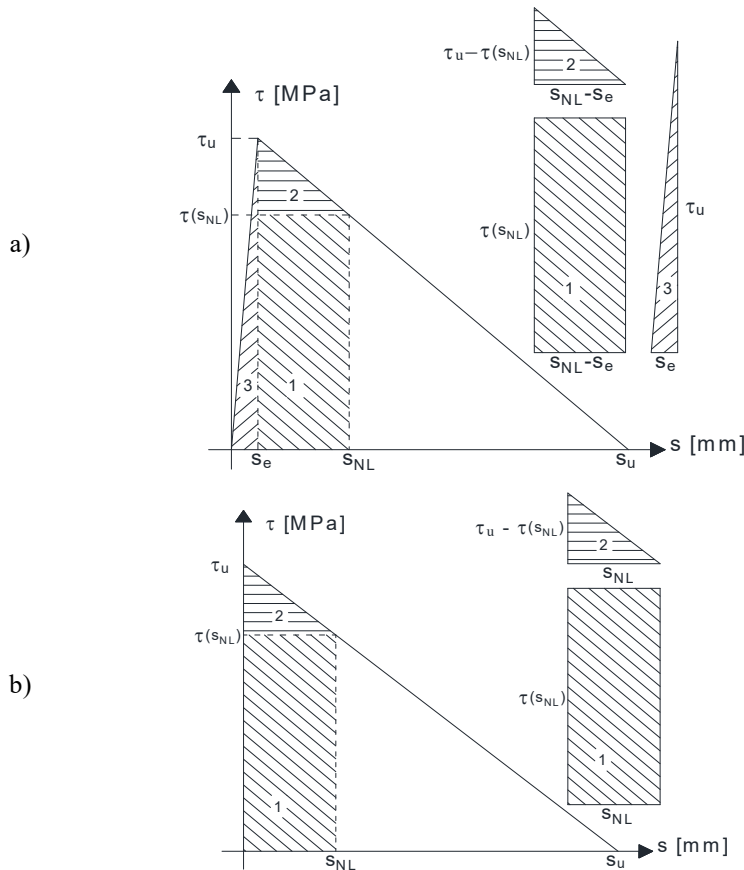 a)
τu−τ(sNL)
2
sNL-se
τ [MPa]
τu
2
τ(sNL)
τ(sNL)
τu
1
3
3
1
sNL-se
se
se
sNL
su
s [mm]
b)
τ [MPa]
τu - τ(sNL)
2
sNL
τu
2
τ(sNL)
τ(sNL)
1
1
sNL
sNL
su
s [mm]